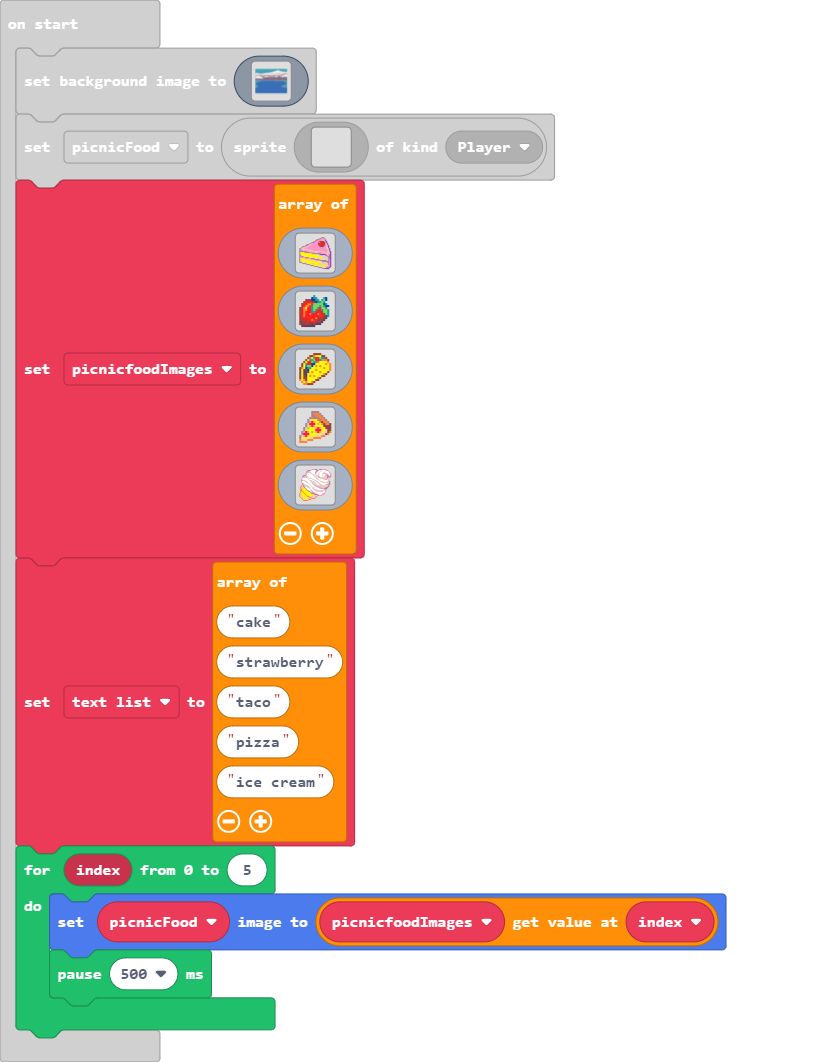 on start
set background image to
set picnicFood to sprite of kind Player
array of
set picnicfoodImages to
array of
"cake"
"strawberry"
set text list to "taco"
"pizza"
"ice cream"
for index from 0 to 5
do
set picnicFood image to picnicfoodImages get value at index
pause 500 ms